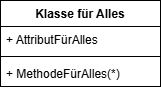 Klasse für Alles
+ AttributFürAlles
+ MethodeFürAlles(*)